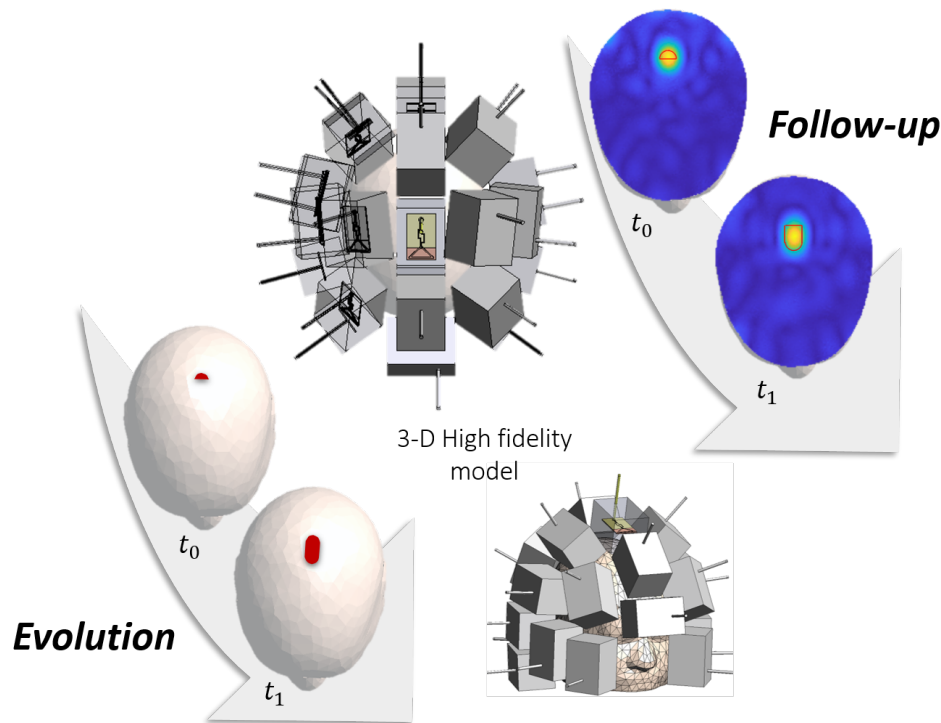 Follow-up
t₀
t₁
3-D High fidelity
model
t₀
t₁
Evolution